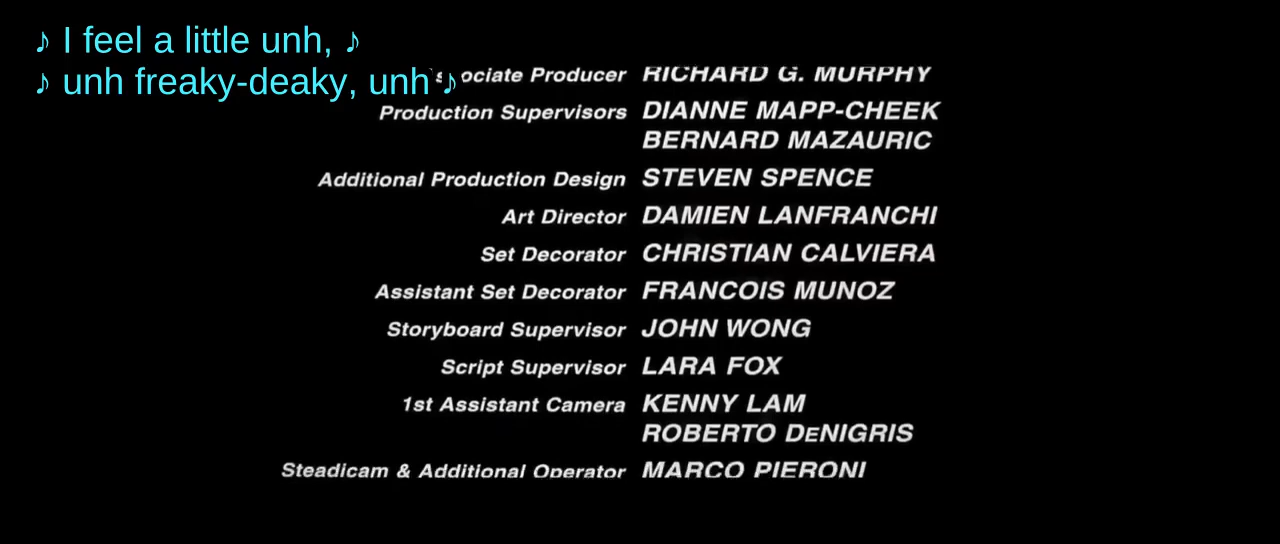 ♪ I feel a little unh, ♪
♪ unh freaky-deaky, unh ♪
ociate Producer RICHARD G. MURPHY
Production Supervisors DIANNE MAPP-CHEEK
BERNARD MAZAURIC
Additional Production Design STEVEN SPENCE
Art Director DAMIEN LANFRANCHI
Set Decorator CHRISTIAN CALVIERA
Assistant Set Decorator FRANCOIS MUNOZ
Storyboard Supervisor JOHN WONG
Script Supervisor LARA FOX
1st Assistant Camera KENNY LAM
ROBERTO DeNIGRIS
Steadicam & Additional Operator MARCO PIERONI